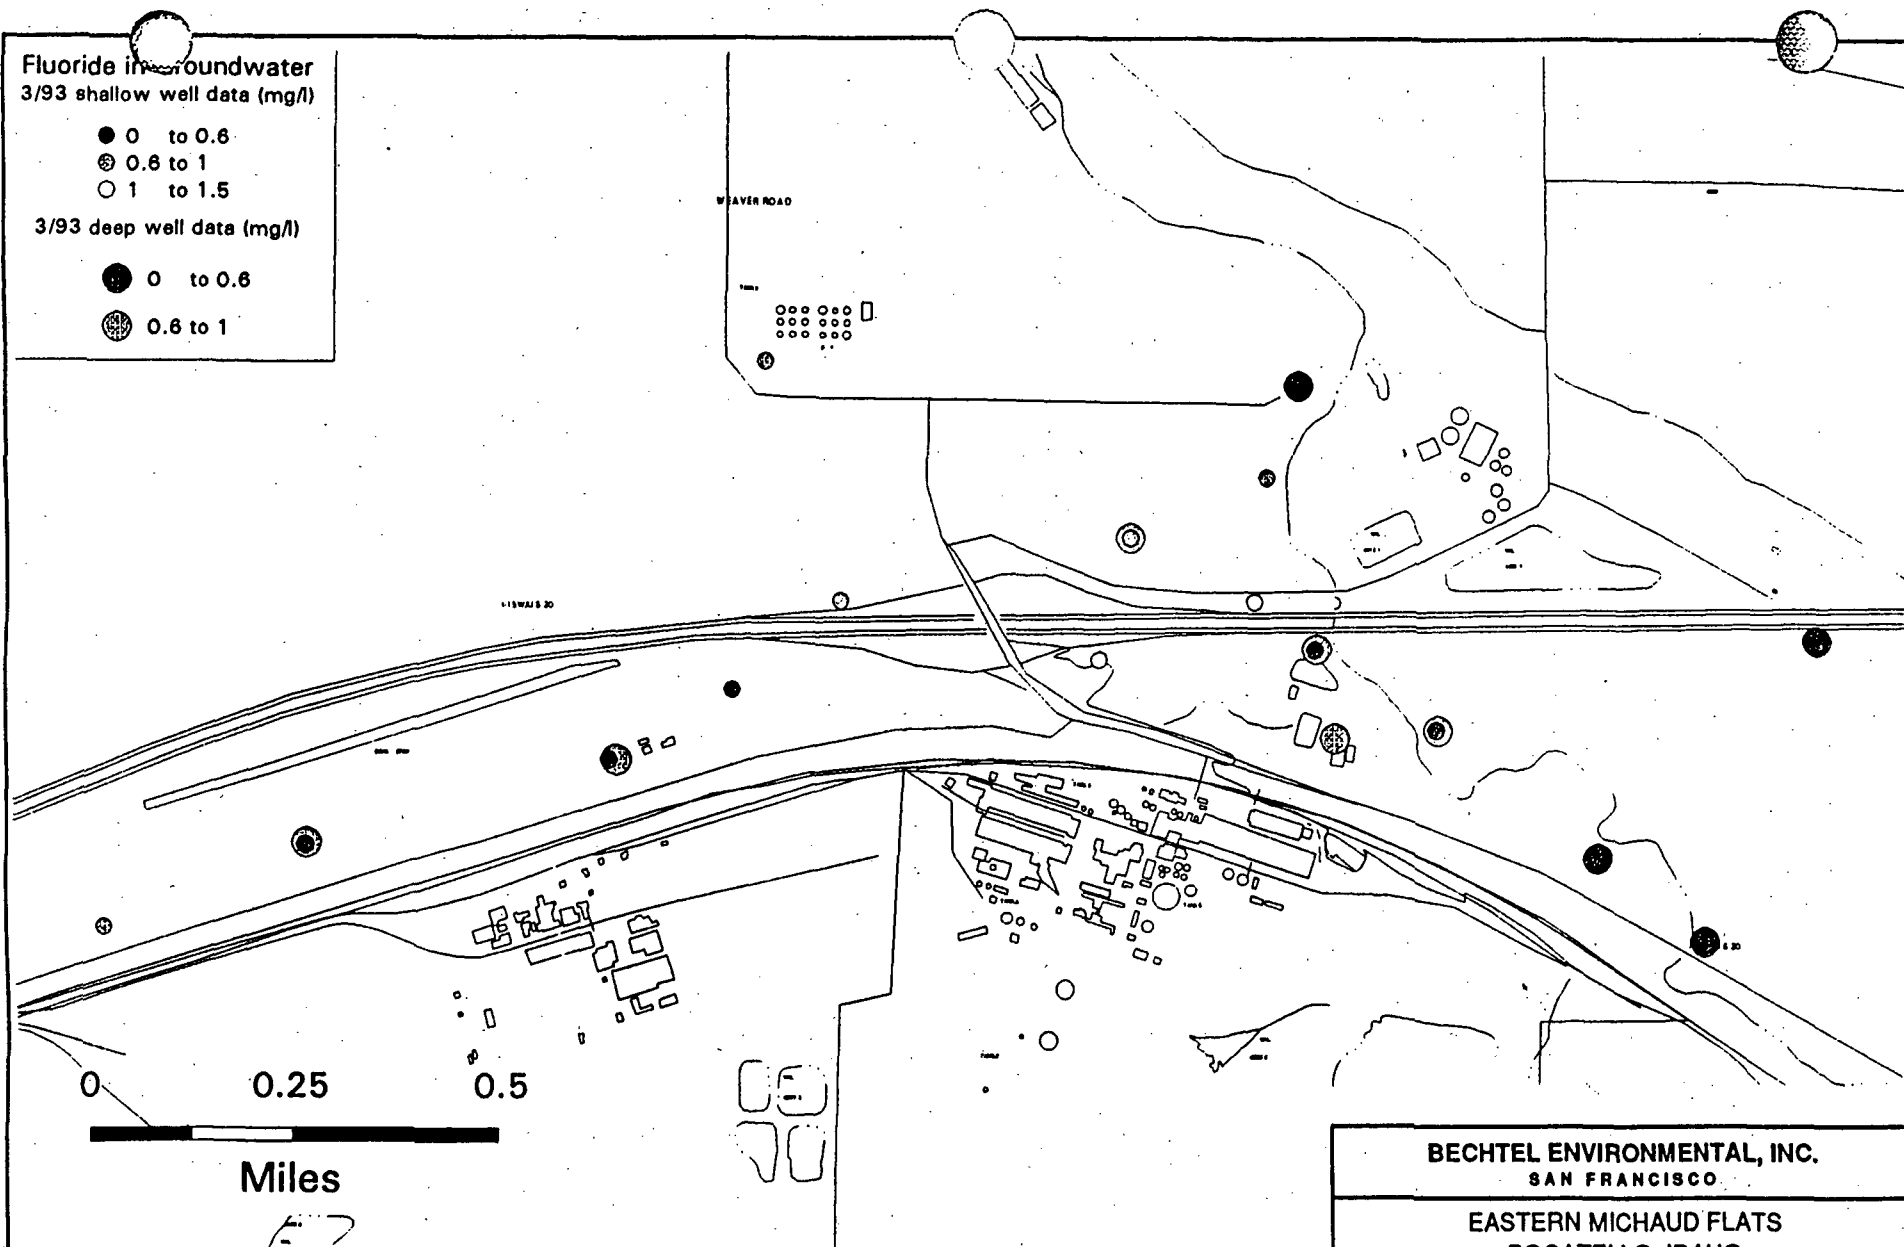 Fluoride in Groundwater
3/93 shallow well data (mg/l)
0 to 0.6
0.6 to 1
1 to 1.5
3/93 deep well data (mg/l)
0 to 0.6
0.6 to 1
WEAVER ROAD
0 0.25 0.5
Miles
BECHTEL ENVIRONMENTAL, INC.
SAN FRANCISCO
EASTERN MICHAUD FLATS
POCATELLO, IDAHO